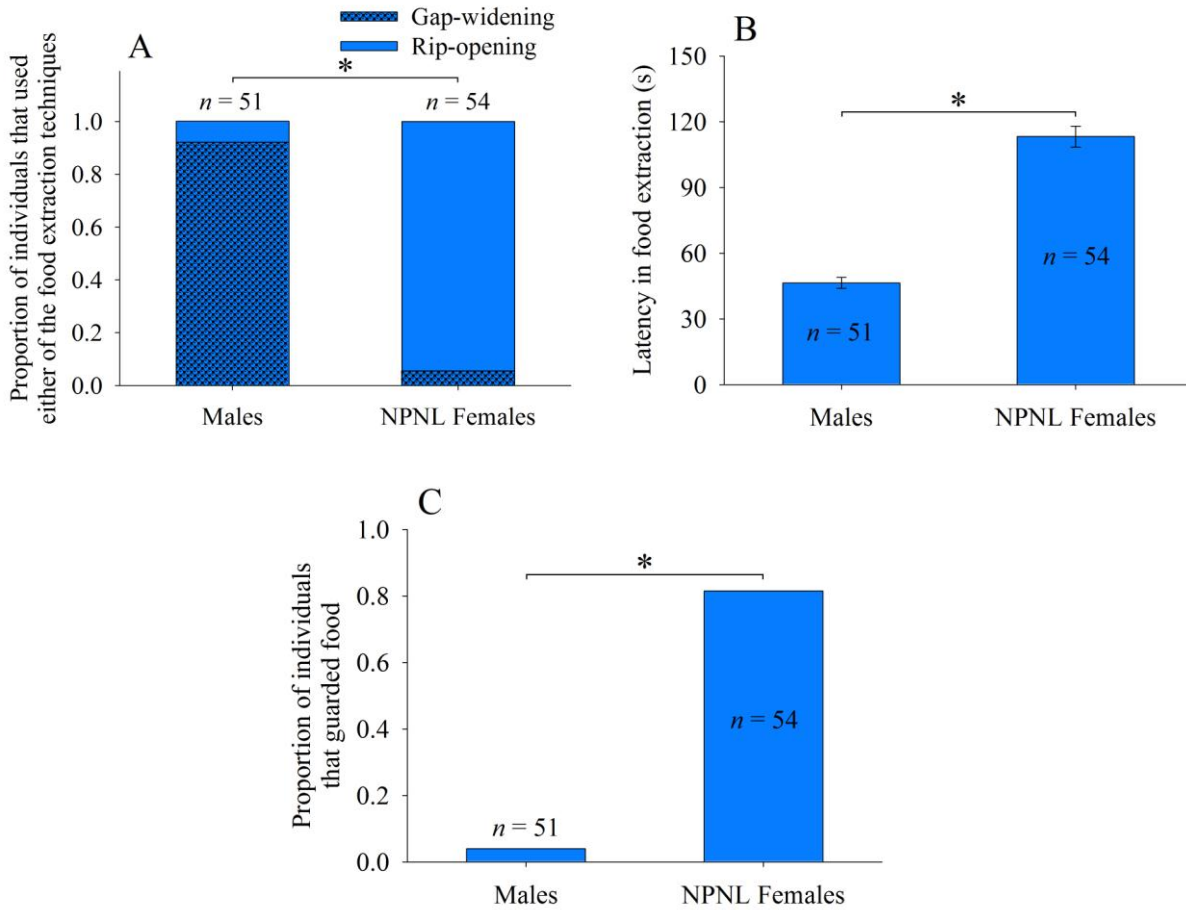 A
Gap-widening
Rip-opening
*
n = 51
n = 54
Proportion of individuals that used
either of the food extraction techniques
1.0
0.8
0.6
0.4
0.2
0.0
Males
NPNL Females
B
*
Latency in food extraction (s)
150
120
90
60
30
0
n = 51
n = 54
Males
NPNL Females
C
*
Proportion of individuals
that guarded food
1.0
0.8
0.6
0.4
0.2
0.0
n = 51
n = 54
Males
NPNL Females